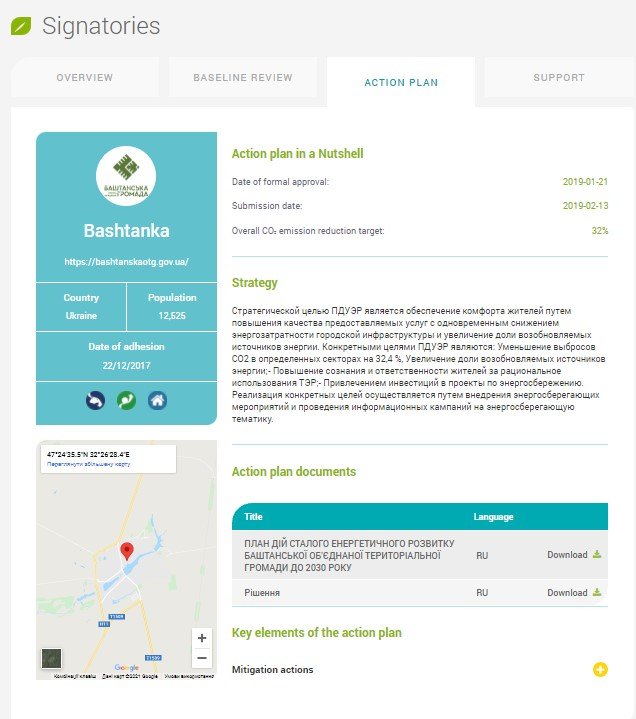 Signatories
OVERVIEW
BASELINE REVIEW
ACTION PLAN
SUPPORT
БАШТАНСЬКА
ГРОМАДА
Bashtanka
https://bashtanskaotg.gov.ua/
Country
Population
Ukraine
12,525
Date of adhesion
22/12/2017
47°24'35.5"N 32°26'28.4"E
Переглянути збільшену карту
T1509
H11
T1509
Google
Комбінації клавіш
Дані карт ©2021 Google
Умови використання
Action plan in a Nutshell
Date of formal approval:
2019-01-21
Submission date:
2019-02-13
Overall CO₂ emission reduction target:
32%
Strategy
Стратегической целью ПДУЭР является обеспечение комфорта жителей путем
повышения качества предоставляемых услуг с одновременным снижением
энергозатратности городской инфраструктуры и увеличение доли возобновляемых
источников энергии. Конкретными целями ПДУЭР являются: Уменьшение выбросов
СО2 в определенных секторах на 32,4 %, Увеличение доли возобновляемых источников
энергии;- Повышение сознания и ответственности жителей за рациональное
использования ТЭР;- Привлечением инвестиций в проекты по энергосбережению.
Реализация конкретных целей осуществляется путем внедрения энергосберегающих
мероприятий и проведения информационных кампаний на энергосберегающую
тематику.
Action plan documents
Title
Language
ПЛАН ДІЙ СТАЛОГО ЕНЕРГЕТИЧНОГО РОЗВИТКУ
БАШТАНСЬКОЇ ОБ'ЄДНАНОЇ ТЕРИТОРІАЛЬНОЇ
ГРОМАДИ ДО 2030 РОКУ
RU
Download
Рішення
RU
Download
Key elements of the action plan
Mitigation actions